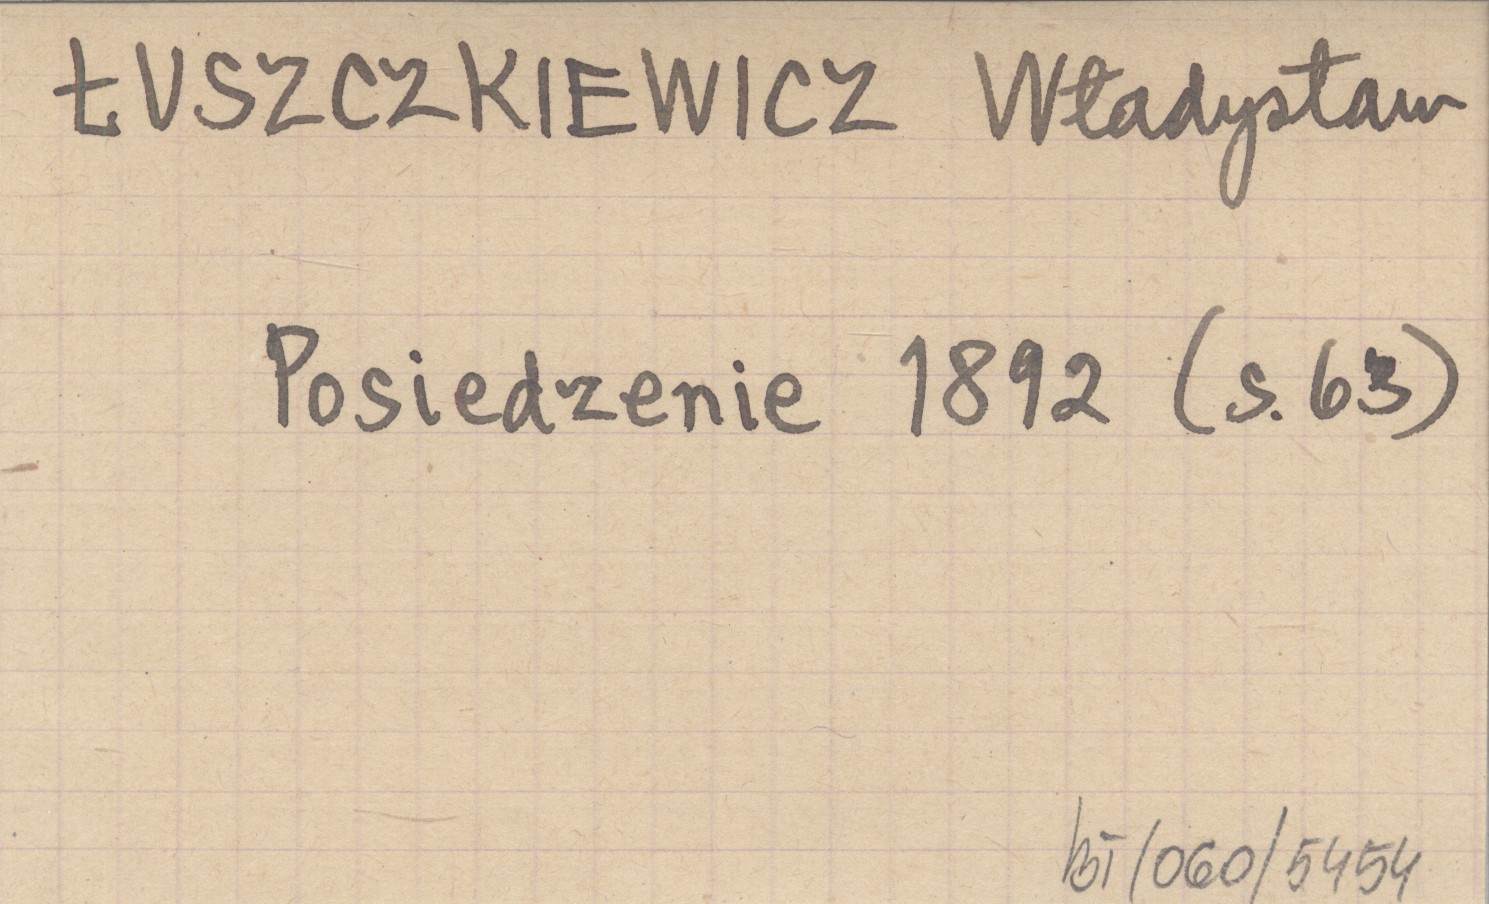 ŁUSZCZKIEWICZ Władysław
Posiedzenie 1892 (s. 63)
BI/060/5454